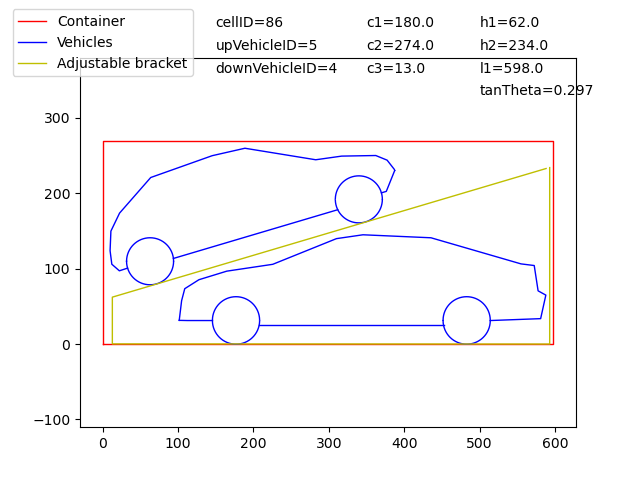 Container
Vehicles
Adjustable bracket
cellID=86
upVehicleID=5
downVehicleID=4
c1=180.0
c2=274.0
c3=13.0
h1=62.0
h2=234.0
l1=598.0
tanTheta=0.297
300
200
100
0
−100
0 100 200 300 400 500 600